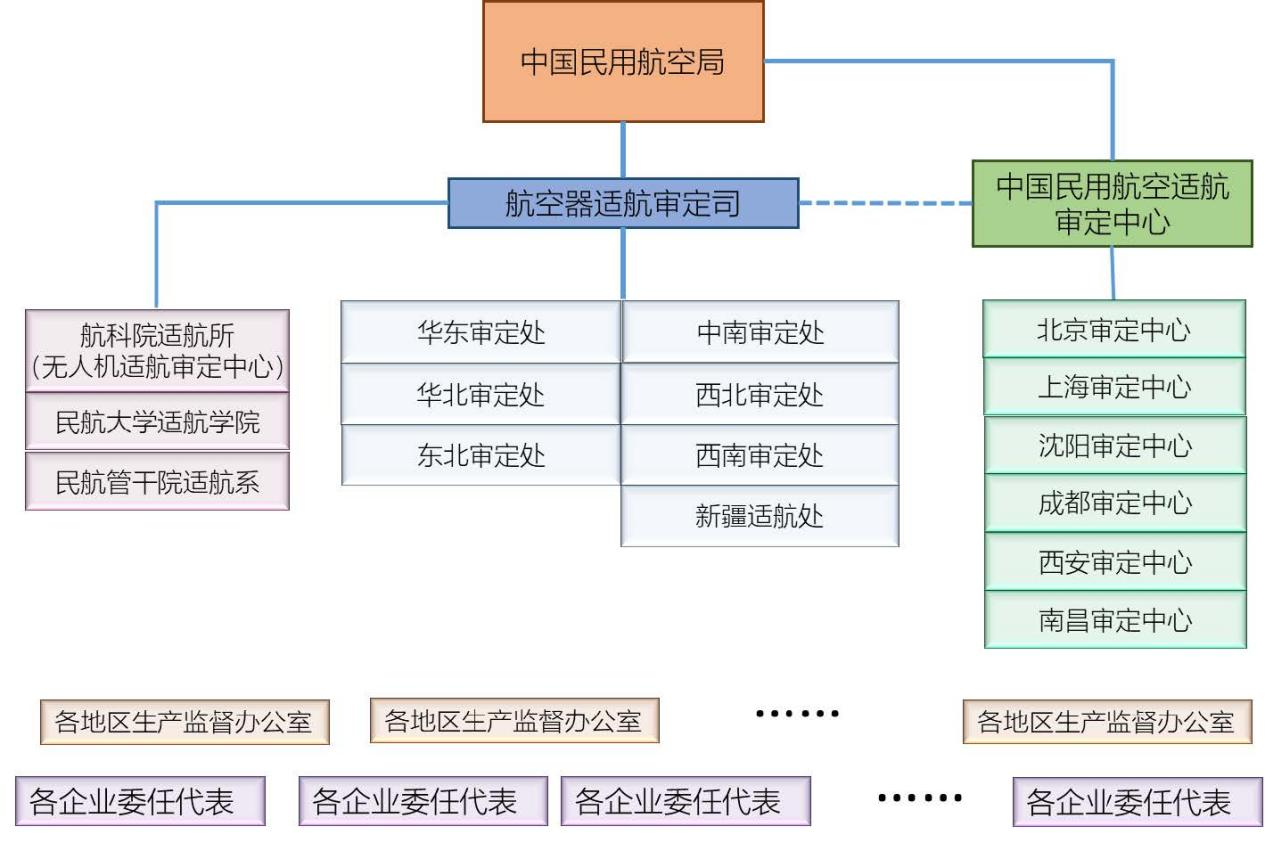 中国民用航空局
航空器适航审定司
中国民用航空适航
审定中心
航科院适航所
(无人机适航审定中心)
民航大学适航学院
民航管干院适航系
华东审定处
中南审定处
华北审定处
西北审定处
东北审定处
西南审定处
新疆适航处
北京审定中心
上海审定中心
沈阳审定中心
成都审定中心
西安审定中心
南昌审定中心
各地区生产监督办公室
各地区生产监督办公室
……
各地区生产监督办公室
各企业委任代表
各企业委任代表
各企业委任代表
……
各企业委任代表